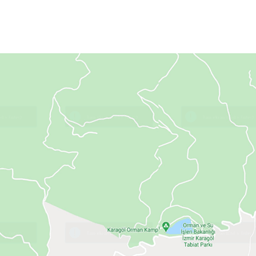 Karagöl Orman Kampı
Orman ve Su
İşleri Bakanlığı
İzmir Karagöl
Tabiat Parkı